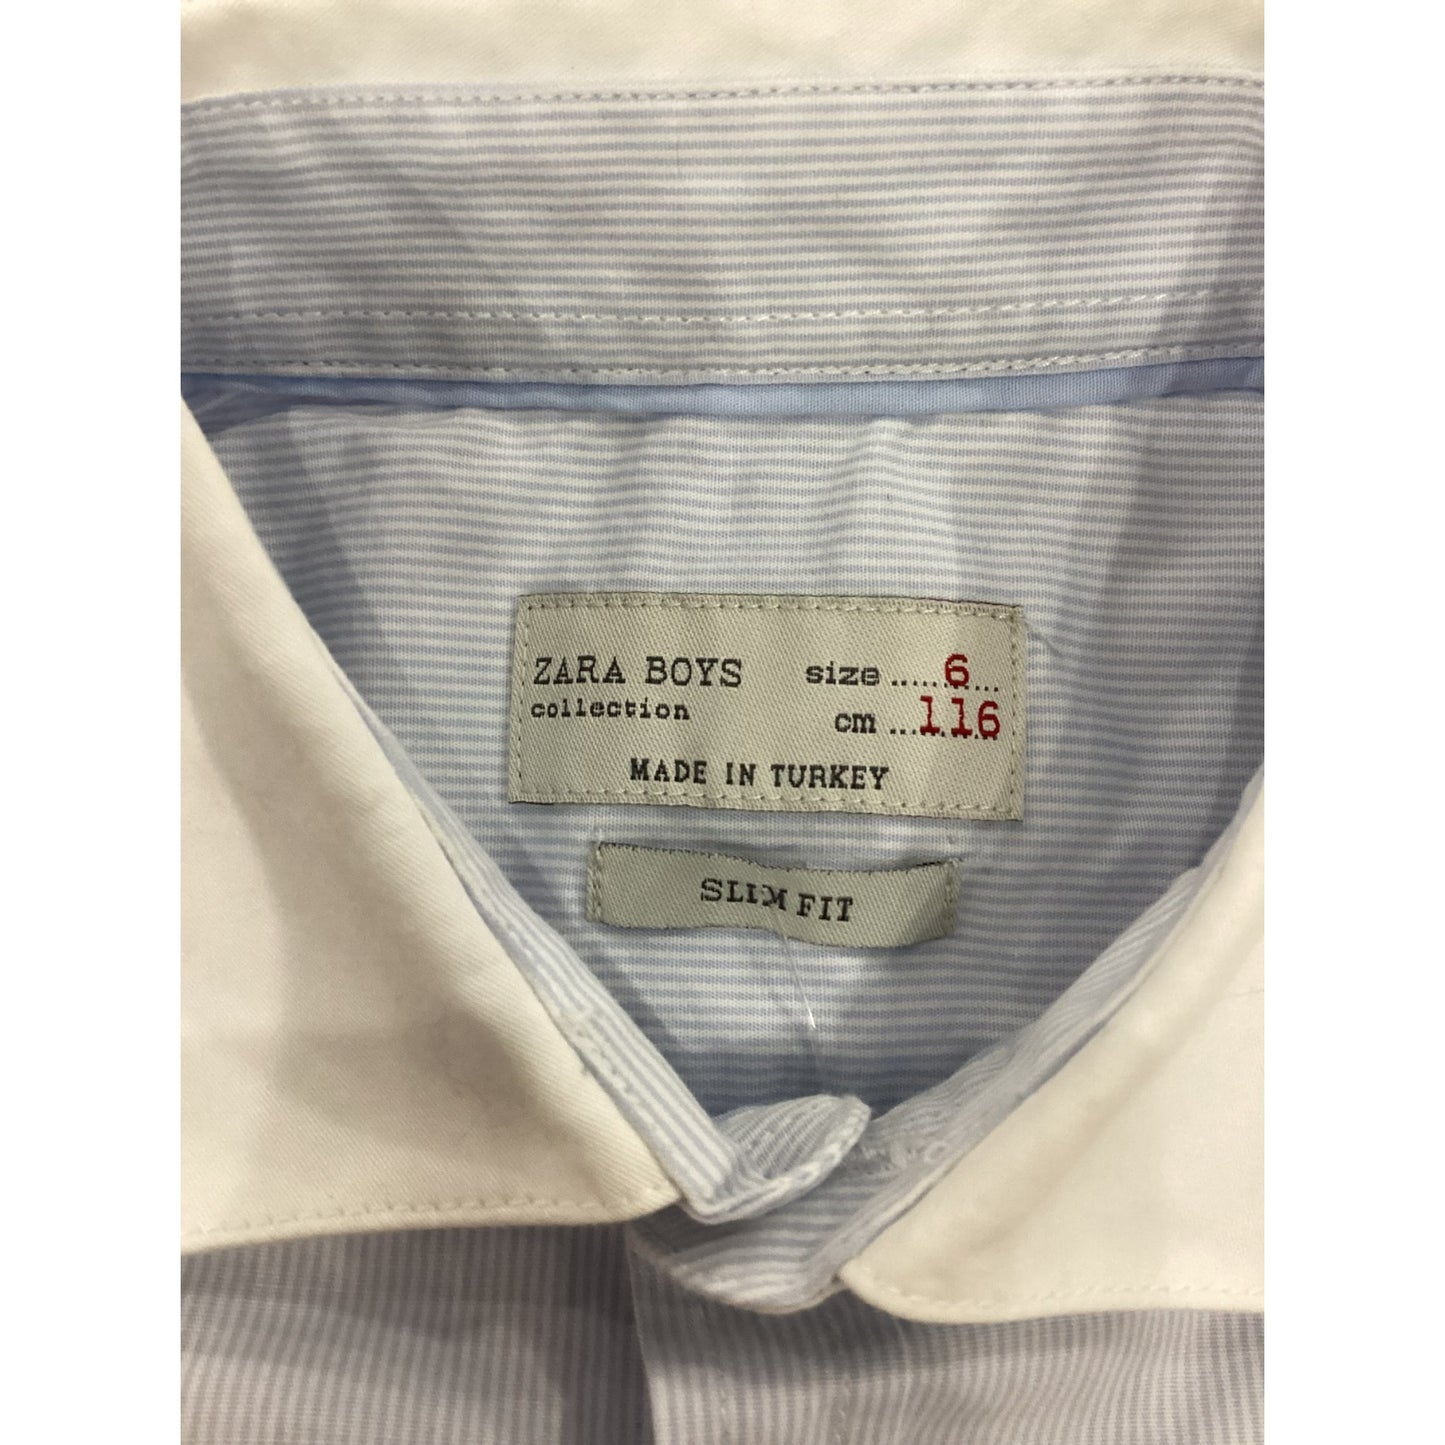 ZARA BOYS size .....6...
collection cm ...116
MADE IN TURKEY
SLIM FIT